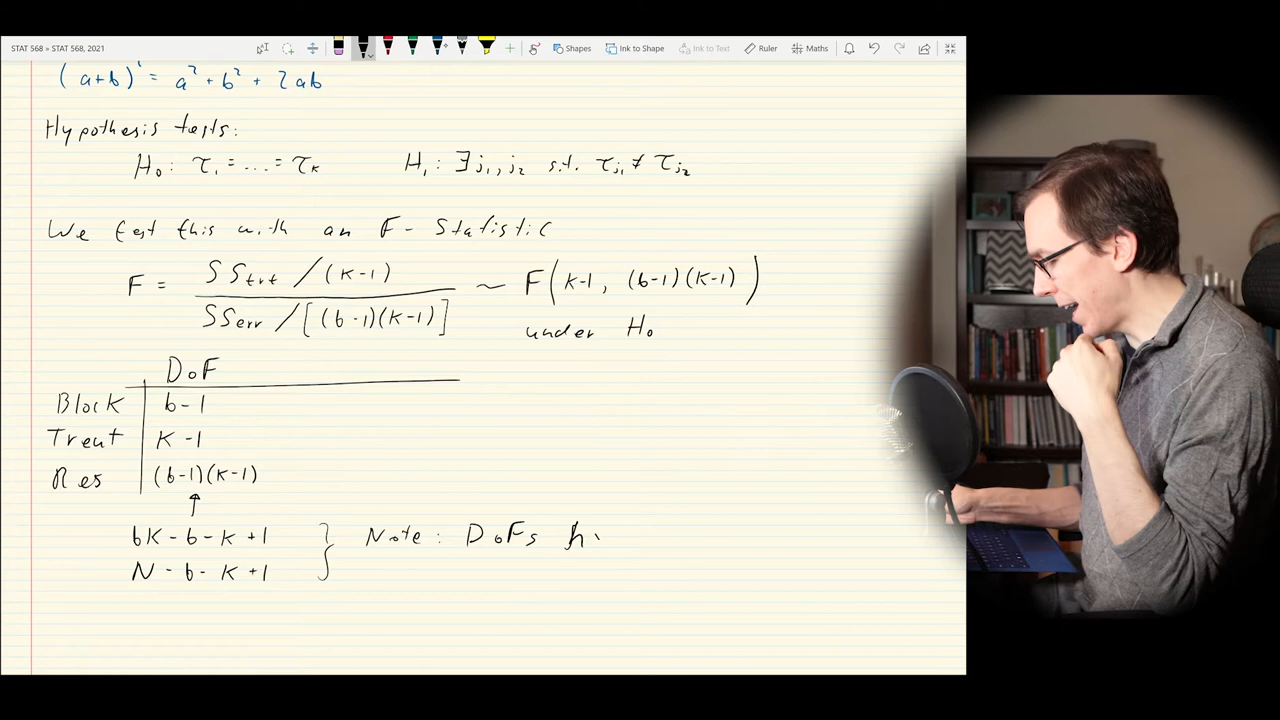 STAT 568 » STAT 568, 2021
Shapes Ink to Shape Ink to Text Ruler Maths
(a+b)² = a² + b² + 2ab
Hypothesis tests:
H₀: τ₁ = ... = τₖ H₁: ∃ j₁, j₂ s.t. τj₁ ≠ τj₂
We test this with an F-Statistic
F = SStrt / (k-1) / SSerr / [(b-1)(k-1)] ~ F(k-1, (b-1)(k-1))
under H₀
DoF
Block b-1
Treat k-1
Res (b-1)(k-1)
↑
bk - b - k + 1
N - b - k + 1 } Note: DoFs